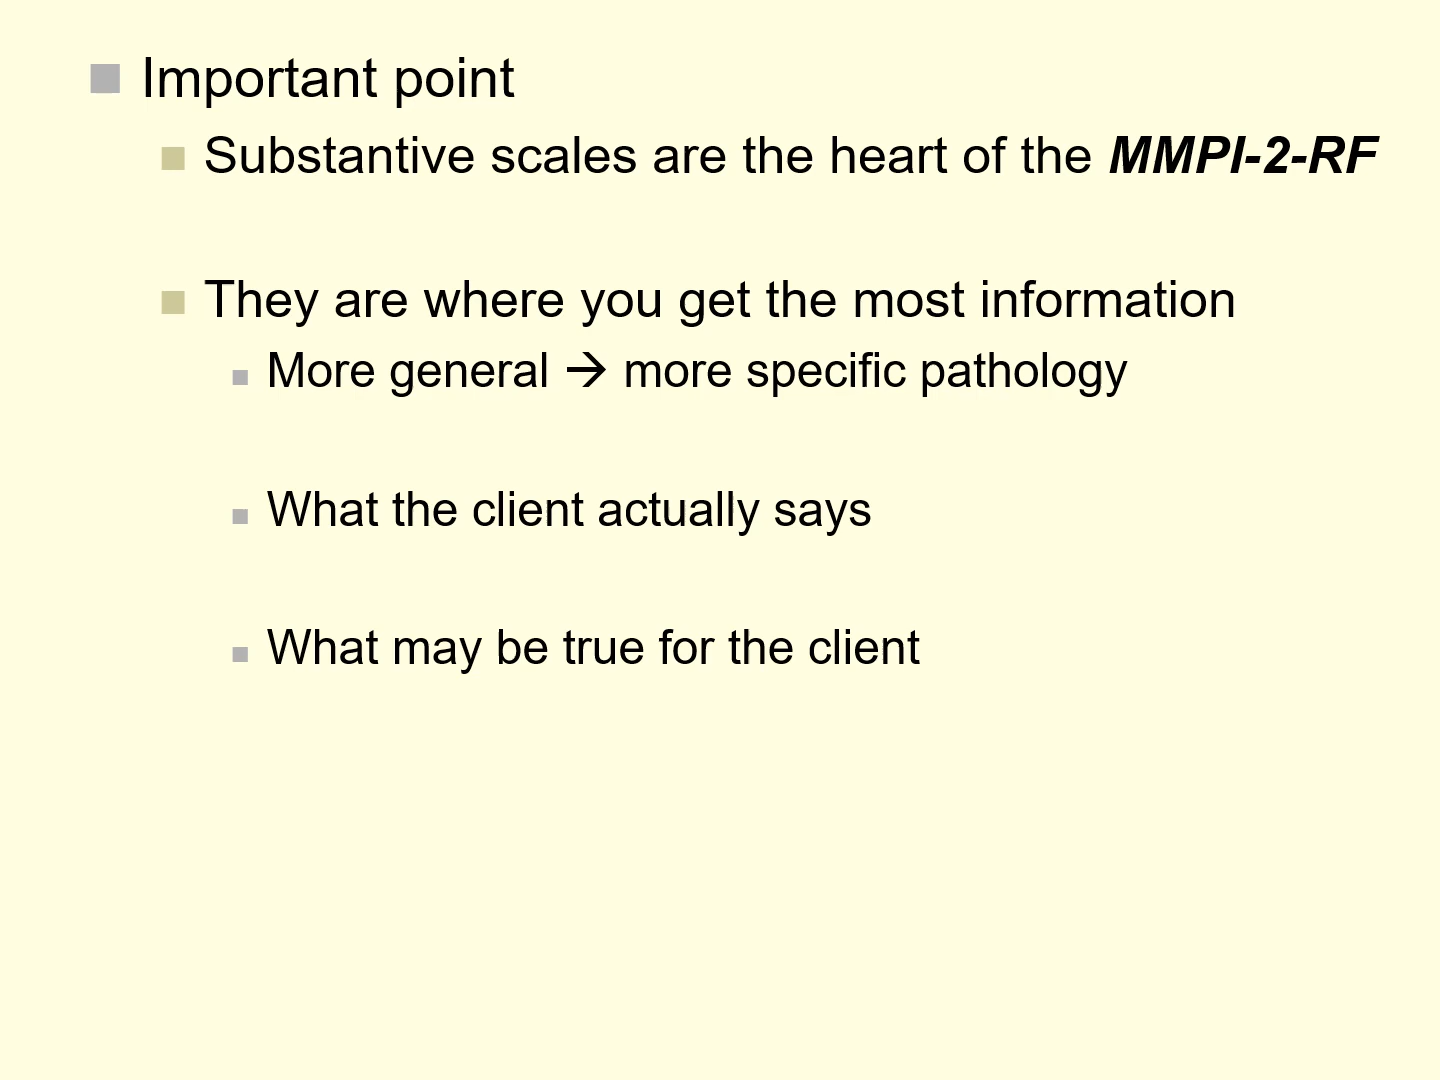 Important point
Substantive scales are the heart of the MMPI-2-RF
They are where you get the most information
More general → more specific pathology
What the client actually says
What may be true for the client